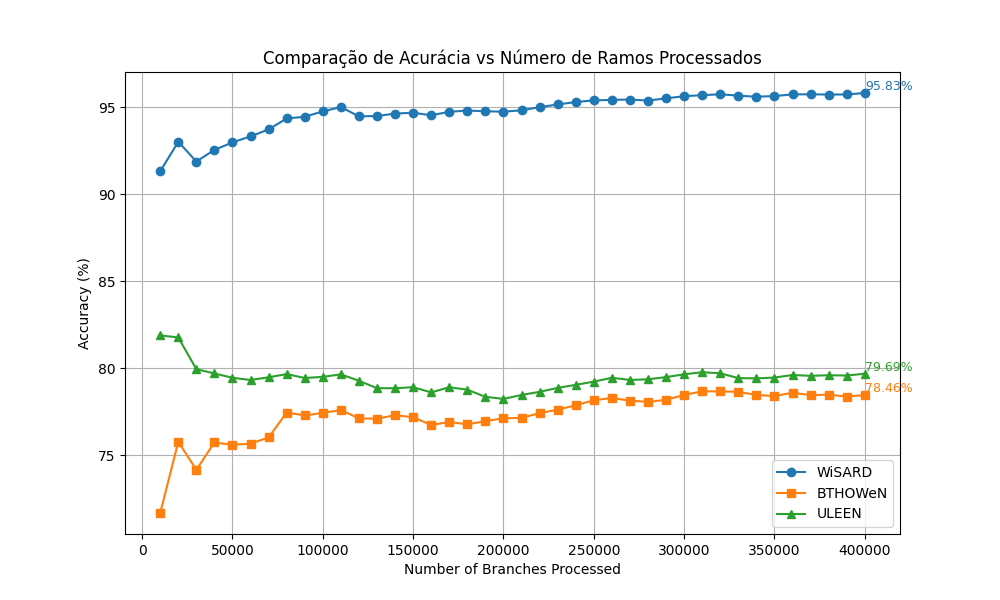 Comparação de Acurácia vs Número de Ramos Processados
95.83%
95
90
85
80
75
Accuracy (%)
79.69%
78.46%
WiSARD
BTHOWeN
ULEEN
0
50000
100000
150000
200000
250000
300000
350000
400000
Number of Branches Processed